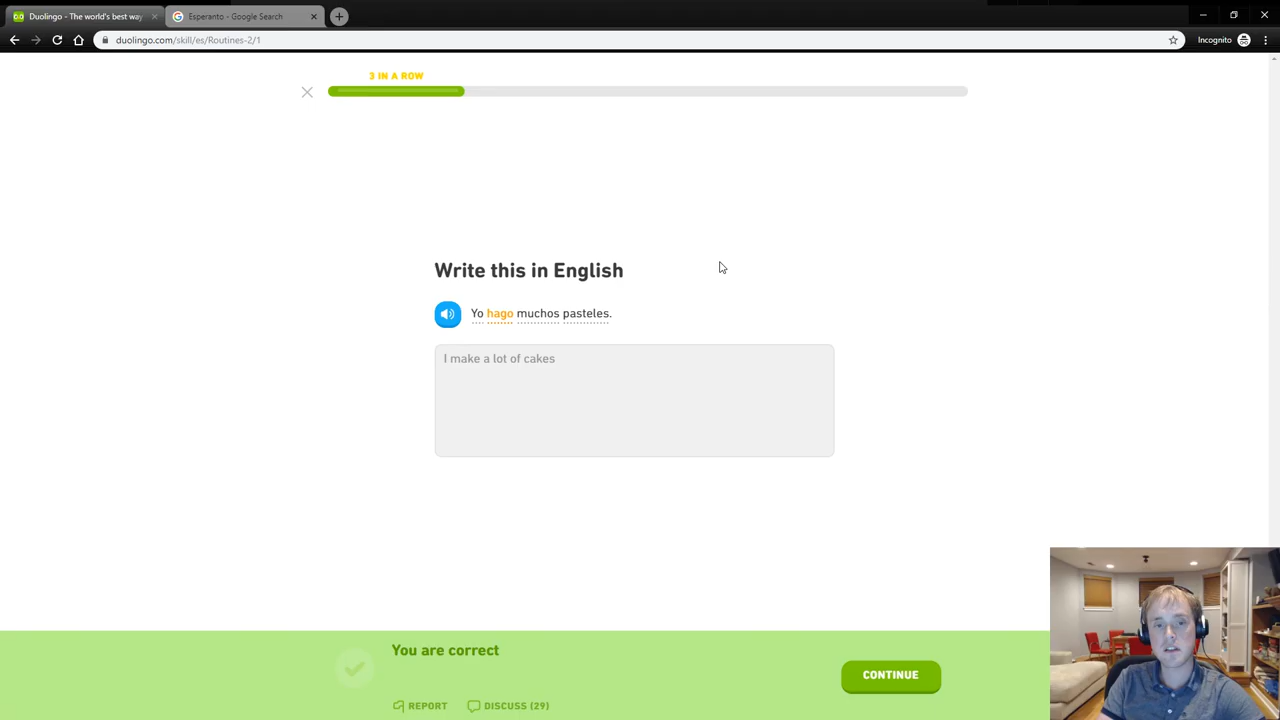 Duolingo - The world's best way
Esperanto - Google Search
duolingo.com/skill/es/Routines-2/1
Incognito
3 IN A ROW
Write this in English
Yo hago muchos pasteles.
I make a lot of cakes
You are correct
CONTINUE
REPORT
DISCUSS (29)